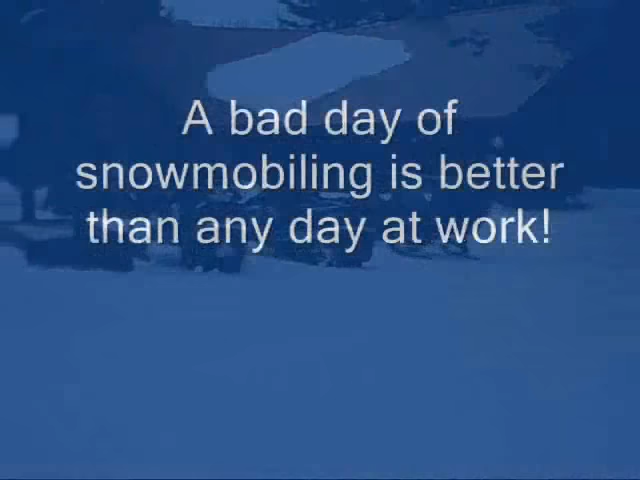 A bad day of
snowmobiling is better
than any day at work!